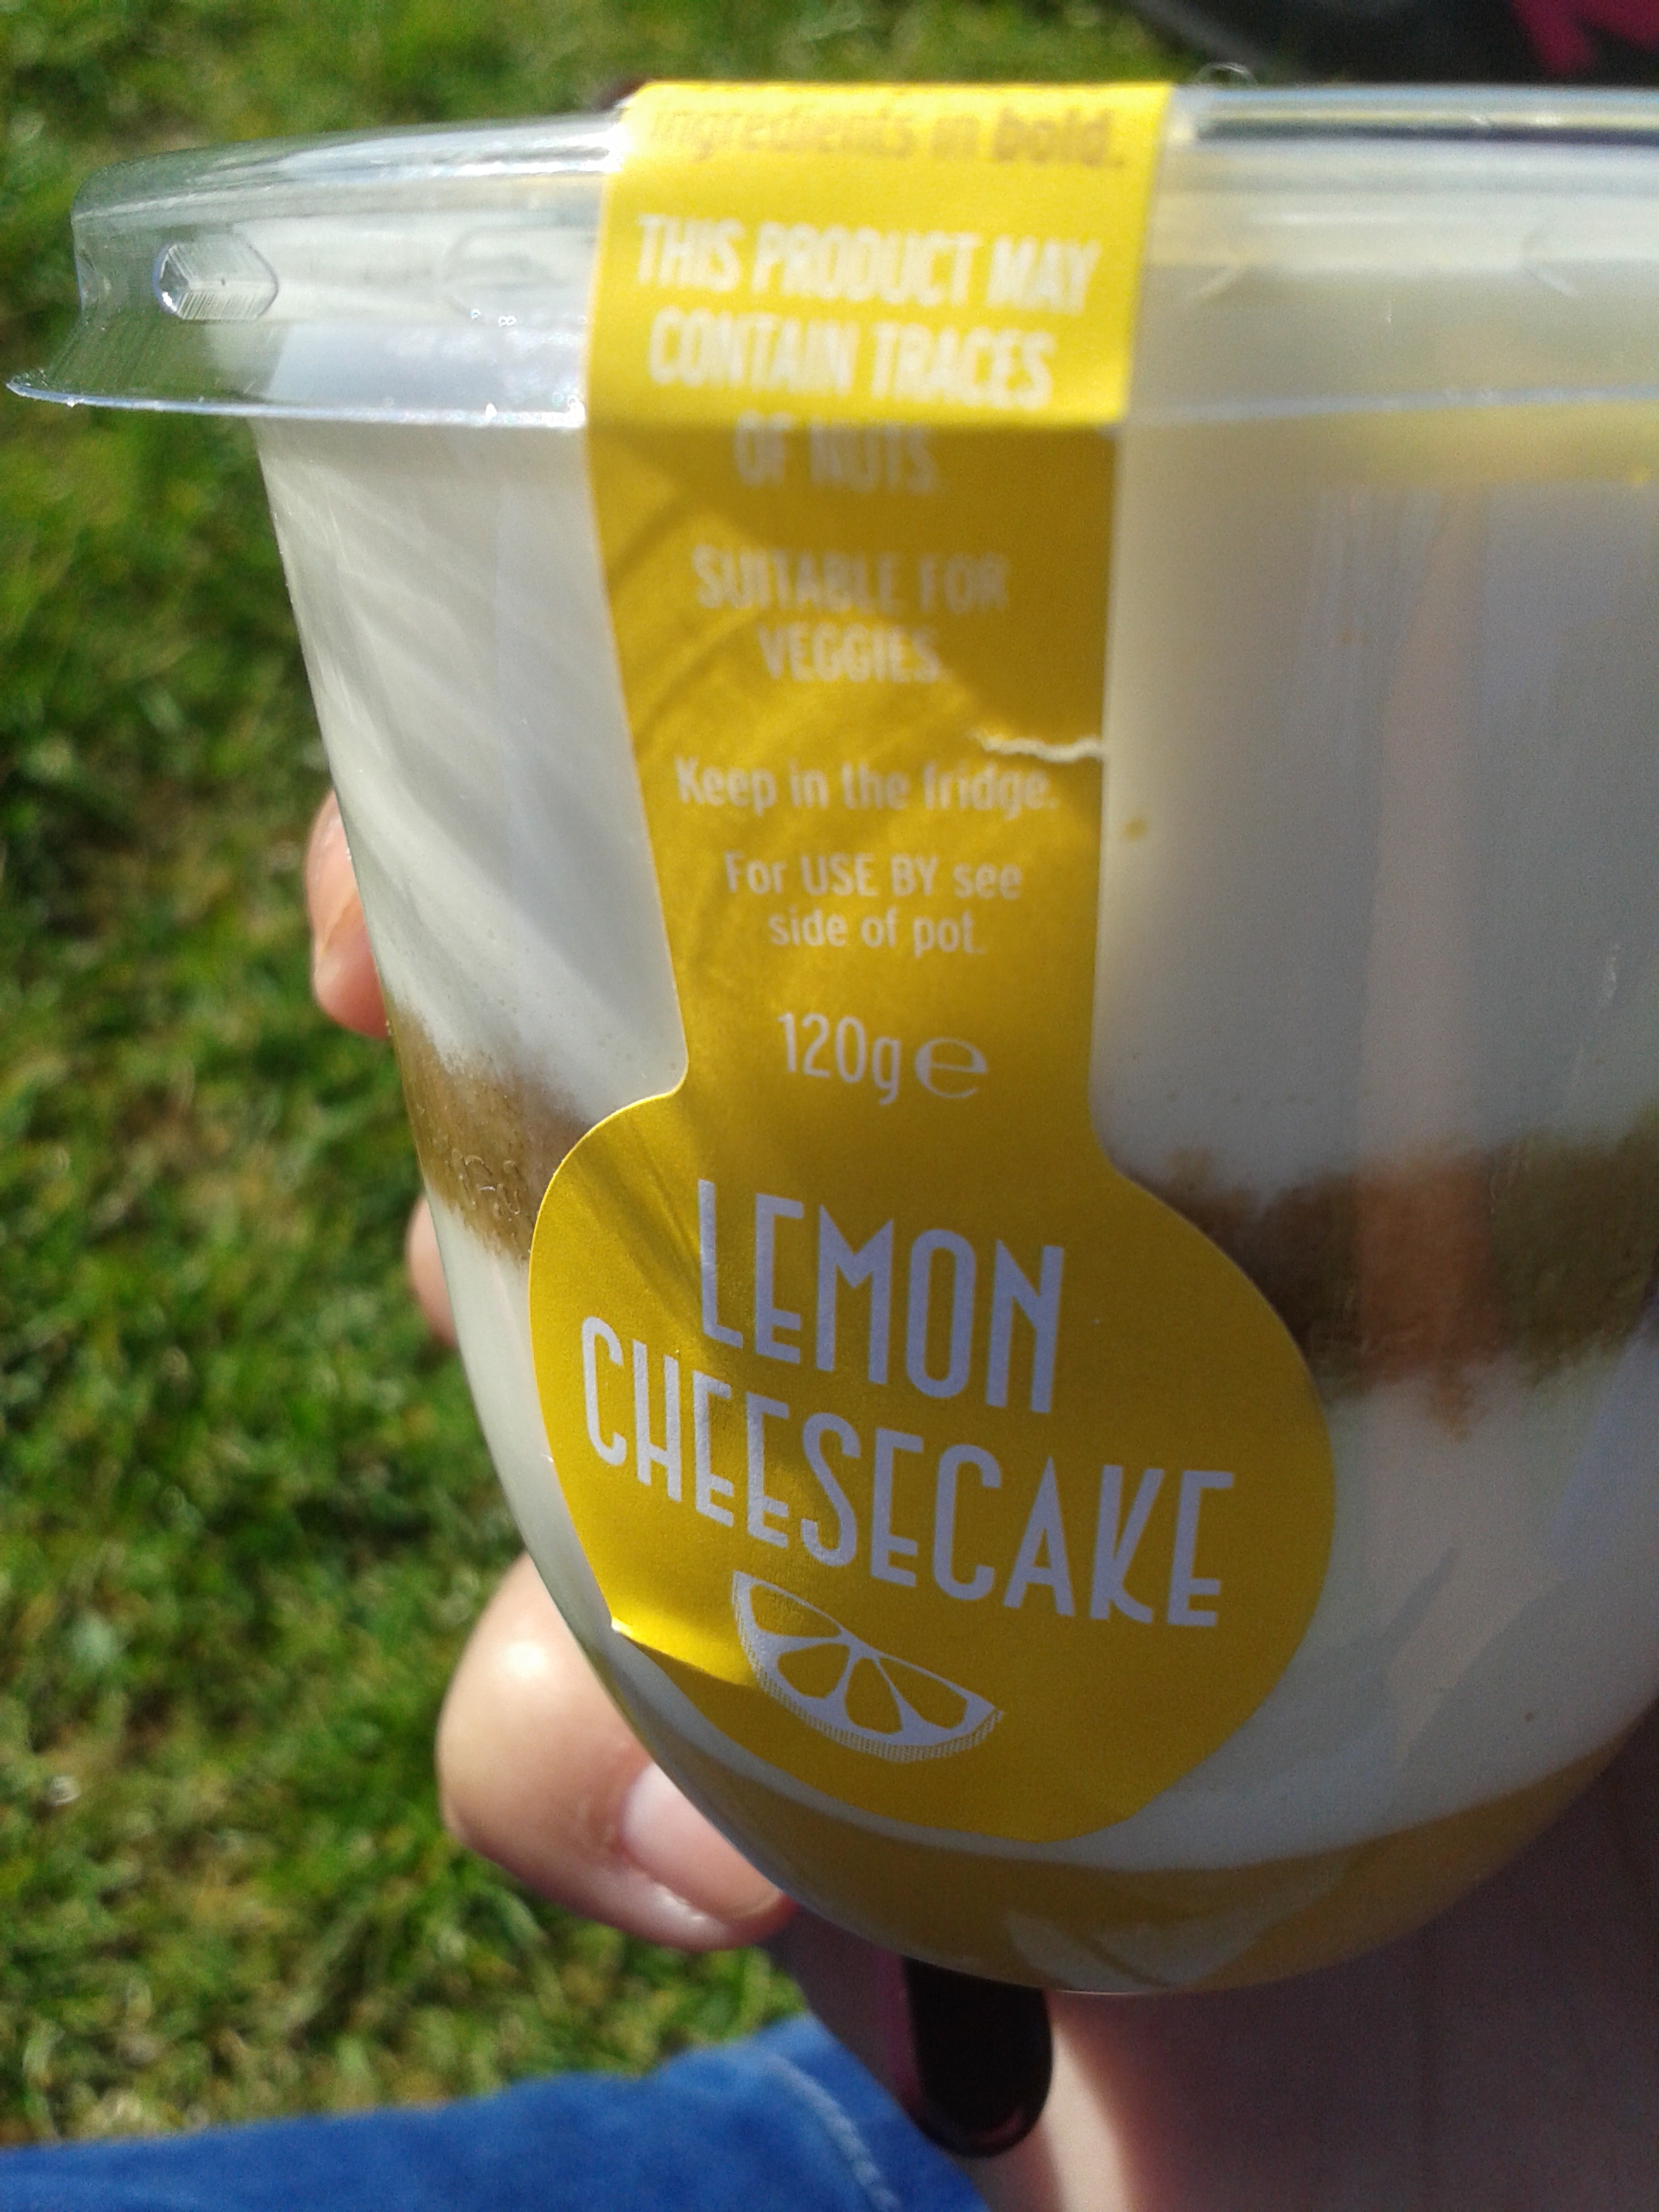 ingredients in bold.
THIS PRODUCT MAY
CONTAIN TRACES
OF NUTS.
SUITABLE FOR
VEGGIES.
Keep in the fridge.
For USE BY see
side of pot.
120g ℮
LEMON
CHEESECAKE